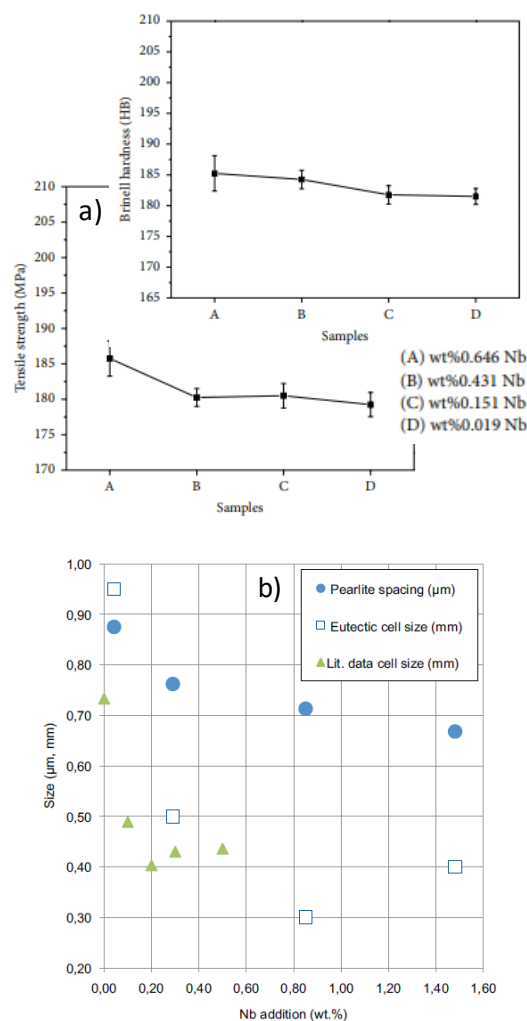 210
205
200
195
190
185
180
175
170
165
Brinell hardness (HB)
A
B
C
D
Samples
a)
210
205
200
195
190
185
180
175
170
Tensile strength (MPa)
A
B
C
D
Samples
(A) wt%0.646 Nb
(B) wt%0.431 Nb
(C) wt%0.151 Nb
(D) wt%0.019 Nb
b)
1,00
0,90
0,80
0,70
0,60
0,50
0,40
0,30
0,20
Size (µm, mm)
Pearlite spacing (µm)
Eutectic cell size (mm)
Lit. data cell size (mm)
0,00 0,20 0,40 0,60 0,80 1,00 1,20 1,40 1,60
Nb addition (wt.%)